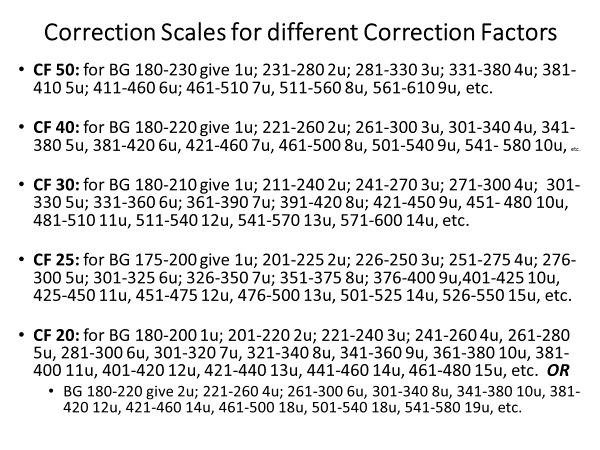 Correction Scales for different Correction Factors
• CF 50: for BG 180-230 give 1u; 231-280 2u; 281-330 3u; 331-380 4u; 381-
410 5u; 411-460 6u; 461-510 7u, 511-560 8u, 561-610 9u, etc.
• CF 40: for BG 180-220 give 1u; 221-260 2u; 261-300 3u, 301-340 4u, 341-
380 5u, 381-420 6u, 421-460 7u, 461-500 8u, 501-540 9u, 541- 580 10u, etc.
• CF 30: for BG 180-210 give 1u; 211-240 2u; 241-270 3u; 271-300 4u; 301-
330 5u; 331-360 6u; 361-390 7u; 391-420 8u; 421-450 9u, 451- 480 10u,
481-510 11u, 511-540 12u, 541-570 13u, 571-600 14u, etc.
• CF 25: for BG 175-200 give 1u; 201-225 2u; 226-250 3u; 251-275 4u; 276-
300 5u; 301-325 6u; 326-350 7u; 351-375 8u; 376-400 9u,401-425 10u,
425-450 11u, 451-475 12u, 476-500 13u, 501-525 14u, 526-550 15u, etc.
• CF 20: for BG 180-200 1u; 201-220 2u; 221-240 3u; 241-260 4u, 261-280
5u, 281-300 6u, 301-320 7u, 321-340 8u, 341-360 9u, 361-380 10u, 381-
400 11u, 401-420 12u, 421-440 13u, 441-460 14u, 461-480 15u, etc. OR
• BG 180-220 give 2u; 221-260 4u; 261-300 6u, 301-340 8u, 341-380 10u, 381-
420 12u, 421-460 14u, 461-500 18u, 501-540 18u, 541-580 19u, etc.